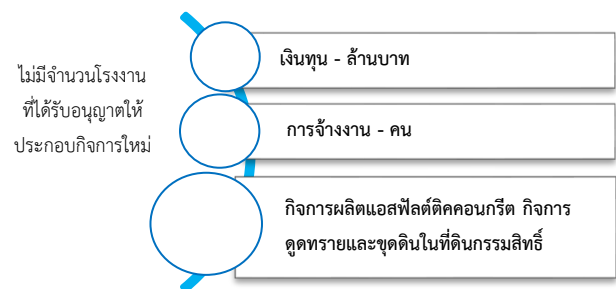 ไม่มีจำนวนโรงงาน
ที่ได้รับอนุญาตให้
ประกอบกิจการใหม่
เงินทุน - ล้านบาท
การจ้างงาน - คน
กิจการผลิตแอสฟัลต์ติคคอนกรีต กิจการ
ดูดทรายและขุดดินในที่ดินกรรมสิทธิ์